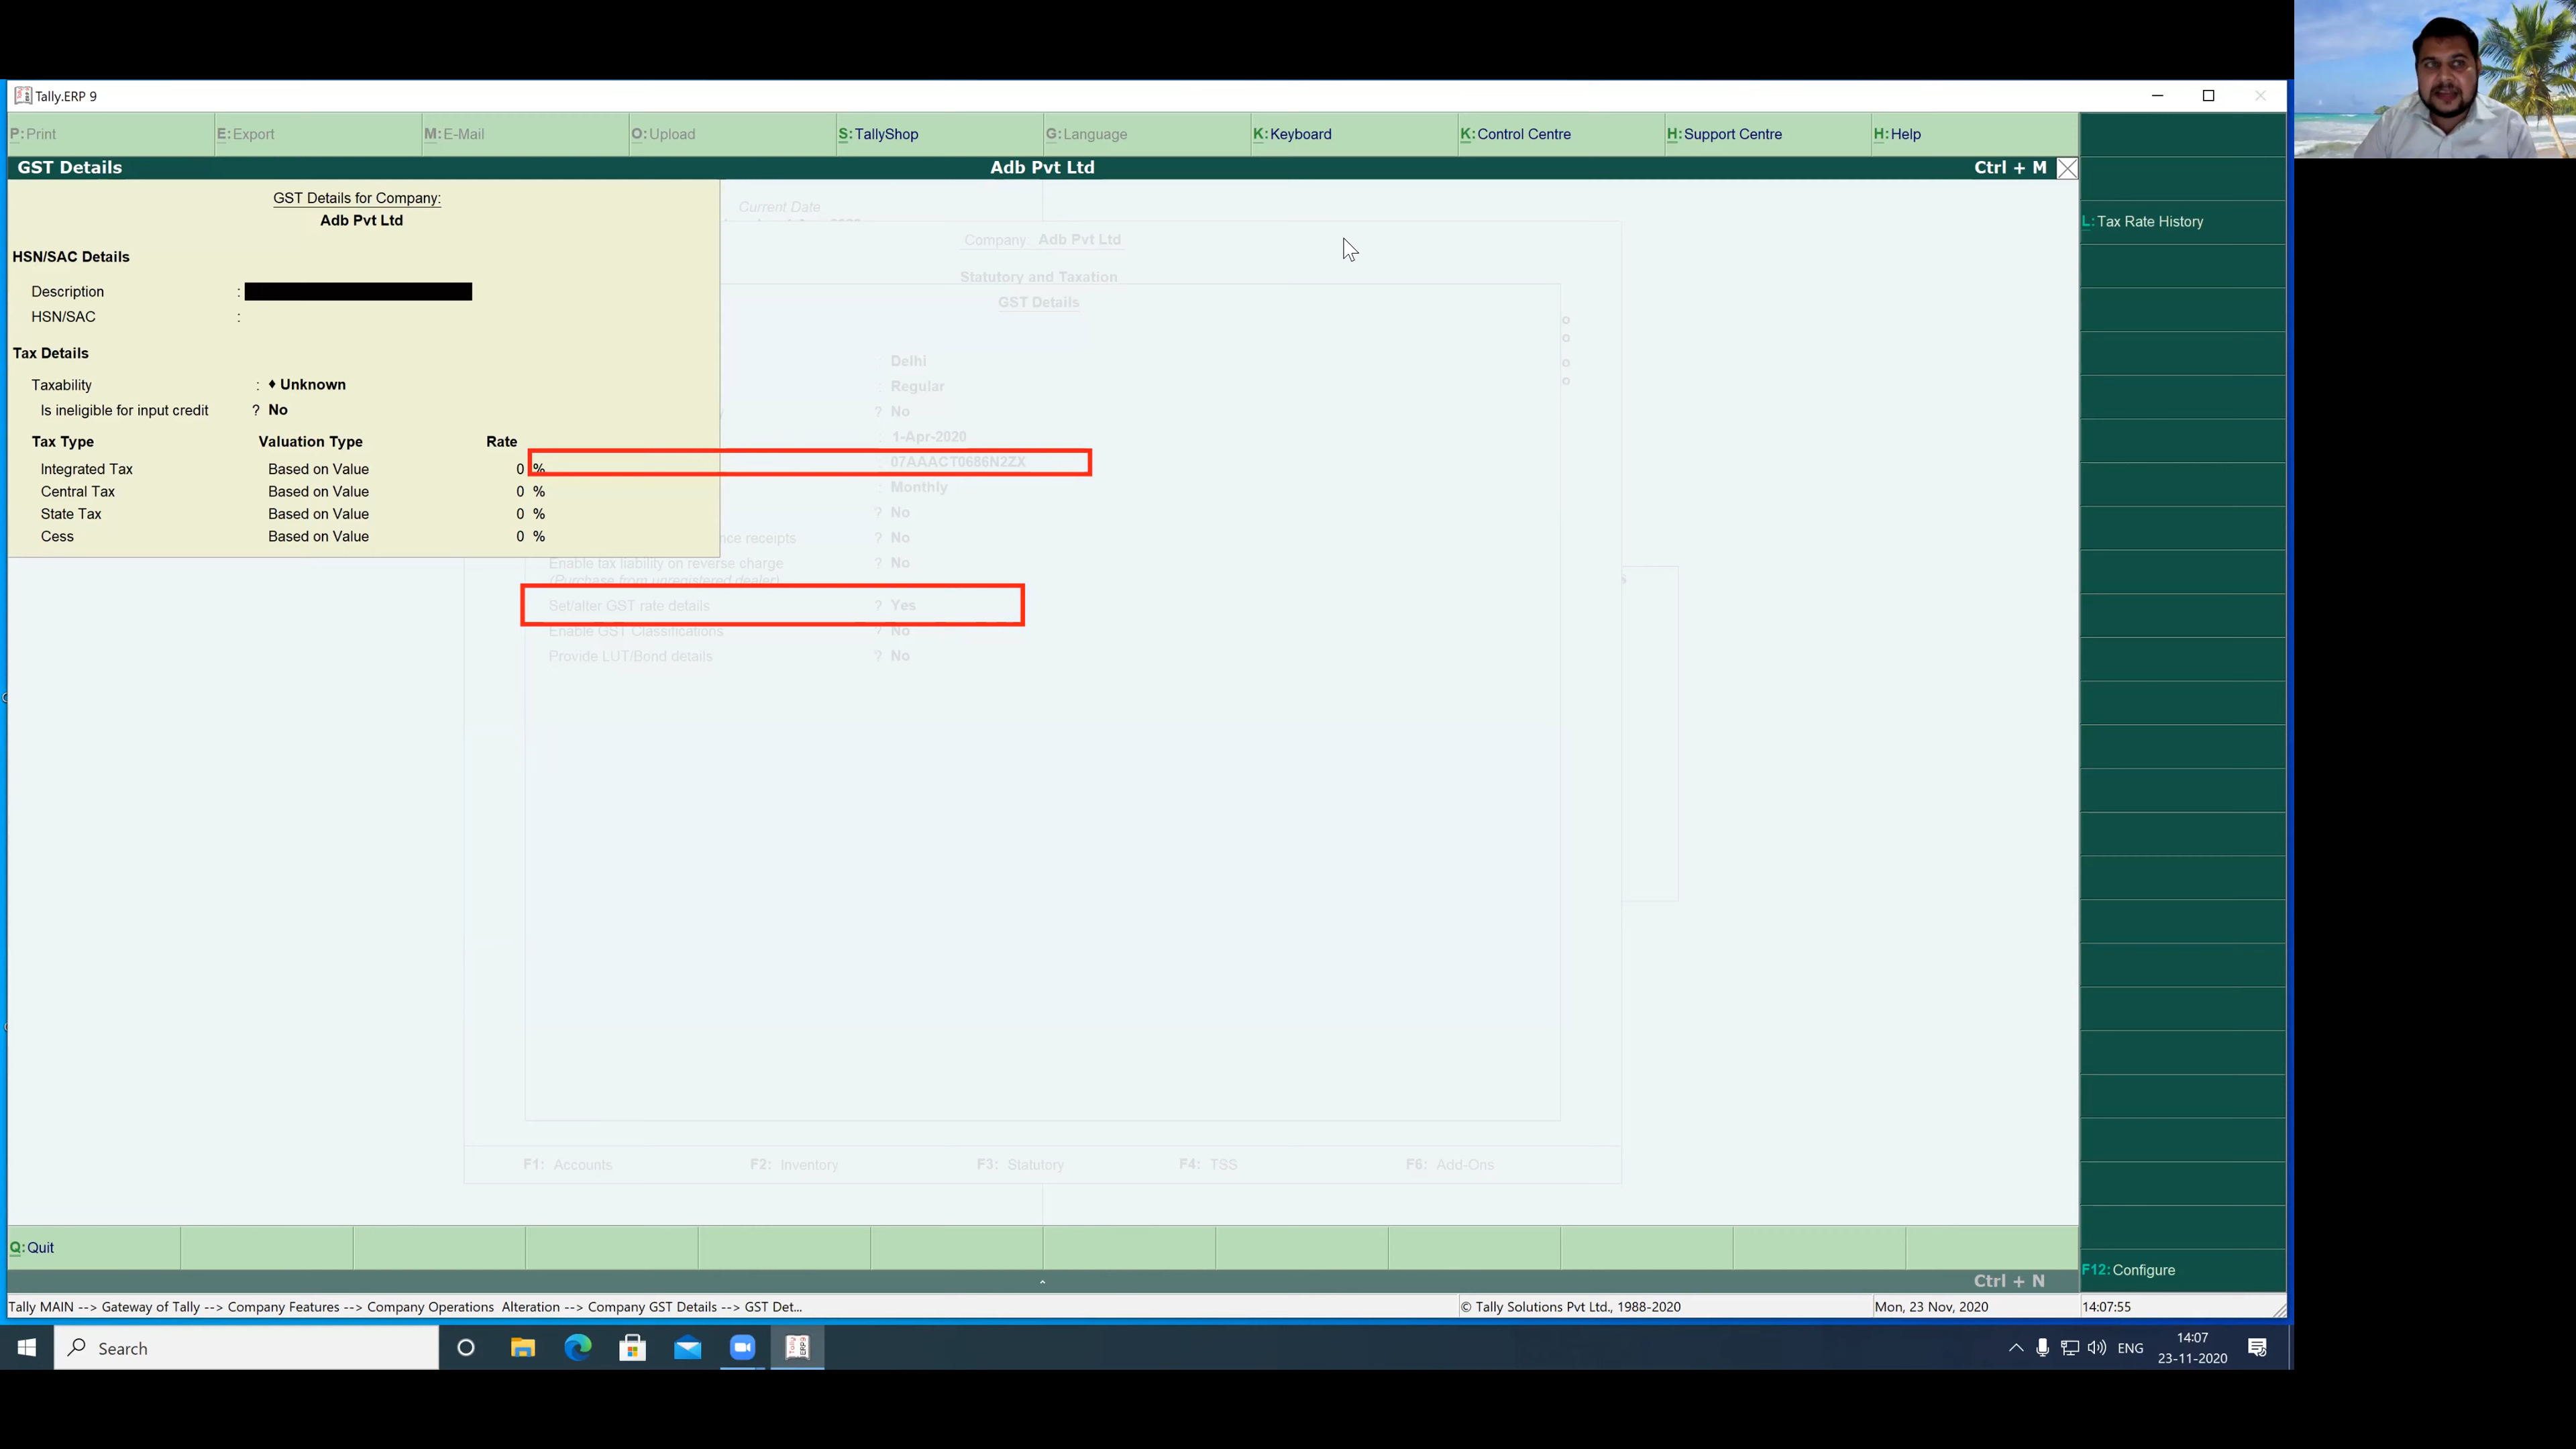 Tally.ERP 9
P: Print E: Export M: E-Mail O: Upload S: TallyShop G: Language K: Keyboard K: Control Centre H: Support Centre H: Help
GST Details Adb Pvt Ltd Ctrl + M
GST Details for Company:
Adb Pvt Ltd
HSN/SAC Details
Description :
HSN/SAC :
Tax Details
Taxability : ♦ Unknown
Is ineligible for input credit ? No
Tax Type Valuation Type Rate
Integrated Tax Based on Value 0 %
Central Tax Based on Value 0 %
State Tax Based on Value 0 %
Cess Based on Value 0 %
Current Date
Company Adb Pvt Ltd
Statutory and Taxation
GST Details
Delhi
: Regular
? No
: 1-Apr-2020
: 07AAACT0686N2ZX
: Monthly
? No
nce receipts ? No
Enable tax liability on reverse charge ? No
(Purchase from unregistered dealer)
Set/alter GST rate details ? Yes
Enable GST Classifications ? No
Provide LUT/Bond details ? No
F1: Accounts F2: Inventory F3: Statutory F4: TSS F6: Add-Ons
L: Tax Rate History
F12: Configure
Q: Quit
Ctrl + N
Tally MAIN --> Gateway of Tally --> Company Features --> Company Operations Alteration --> Company GST Details --> GST Det... © Tally Solutions Pvt Ltd., 1988-2020 Mon, 23 Nov, 2020 14:07:55
Search
ENG
14:07
23-11-2020